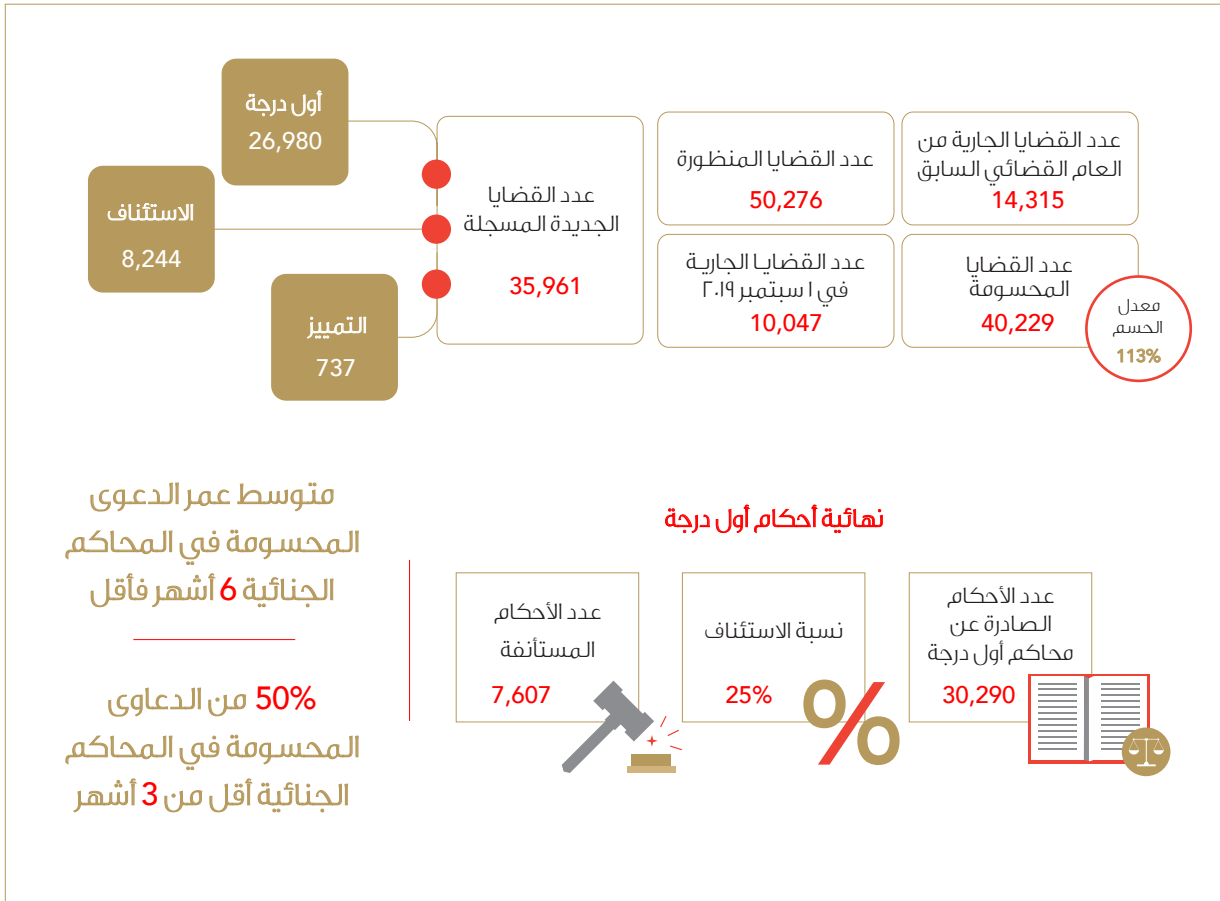 عدد القضايا الجارية من
العام القضائي السابق
14,315
عدد القضايا المنظورة
50,276
عدد القضايا
الجديدة المسجلة
35,961
أول درجة
26,980
الاستئناف
8,244
التمييز
737
عدد القضايا
المحسومة
40,229
معدل
الحسم
113%
عدد القضايا الجارية
في ١ سبتمبر ٢٠١٩
10,047
نهائية أحكام أول درجة
عدد الأحكام
الصادرة عن
محاكم أول درجة
30,290
نسبة الاستئناف
25%
%
عدد الأحكام
المستأنفة
7,607
متوسط عمر الدعوى
المحسومة في المحاكم
الجنائية 6 أشهر فأقل
50% من الدعاوى
المحسومة في المحاكم
الجنائية أقل من 3 أشهر